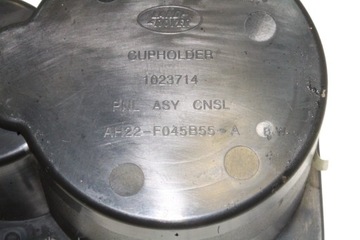 CUPHOLDER
1023714
PNL ASY CNSL
AH22-F045B55-A